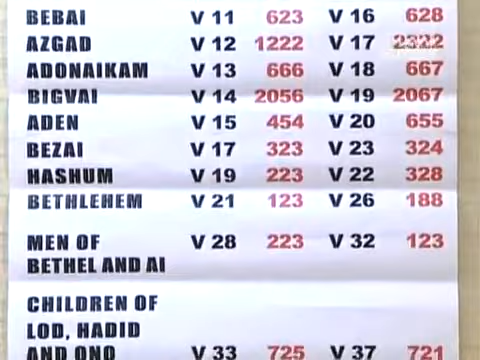 BEBAI V 11 623 V 16 628
AZGAD V 12 1222 V 17 2322
ADONAIKAM V 13 666 V 18 667
BIGVAI V 14 2056 V 19 2067
ADEN V 15 454 V 20 655
BEZAI V 17 323 V 23 324
HASHUM V 19 223 V 22 328
BETHLEHEM V 21 123 V 26 188
MEN OF V 28 223 V 32 123
BETHEL AND AI
CHILDREN OF
LOD, HADID
AND ONO V 33 725 V 37 721